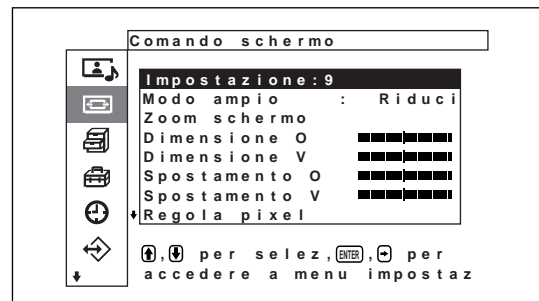 Comando schermo
Impostazione:9
Modo ampio : Riduci
Zoom schermo
Dimensione O
Dimensione V
Spostamento O
Spostamento V
Regola pixel
, per selez, ENTER , per
accedere a menu impostaz